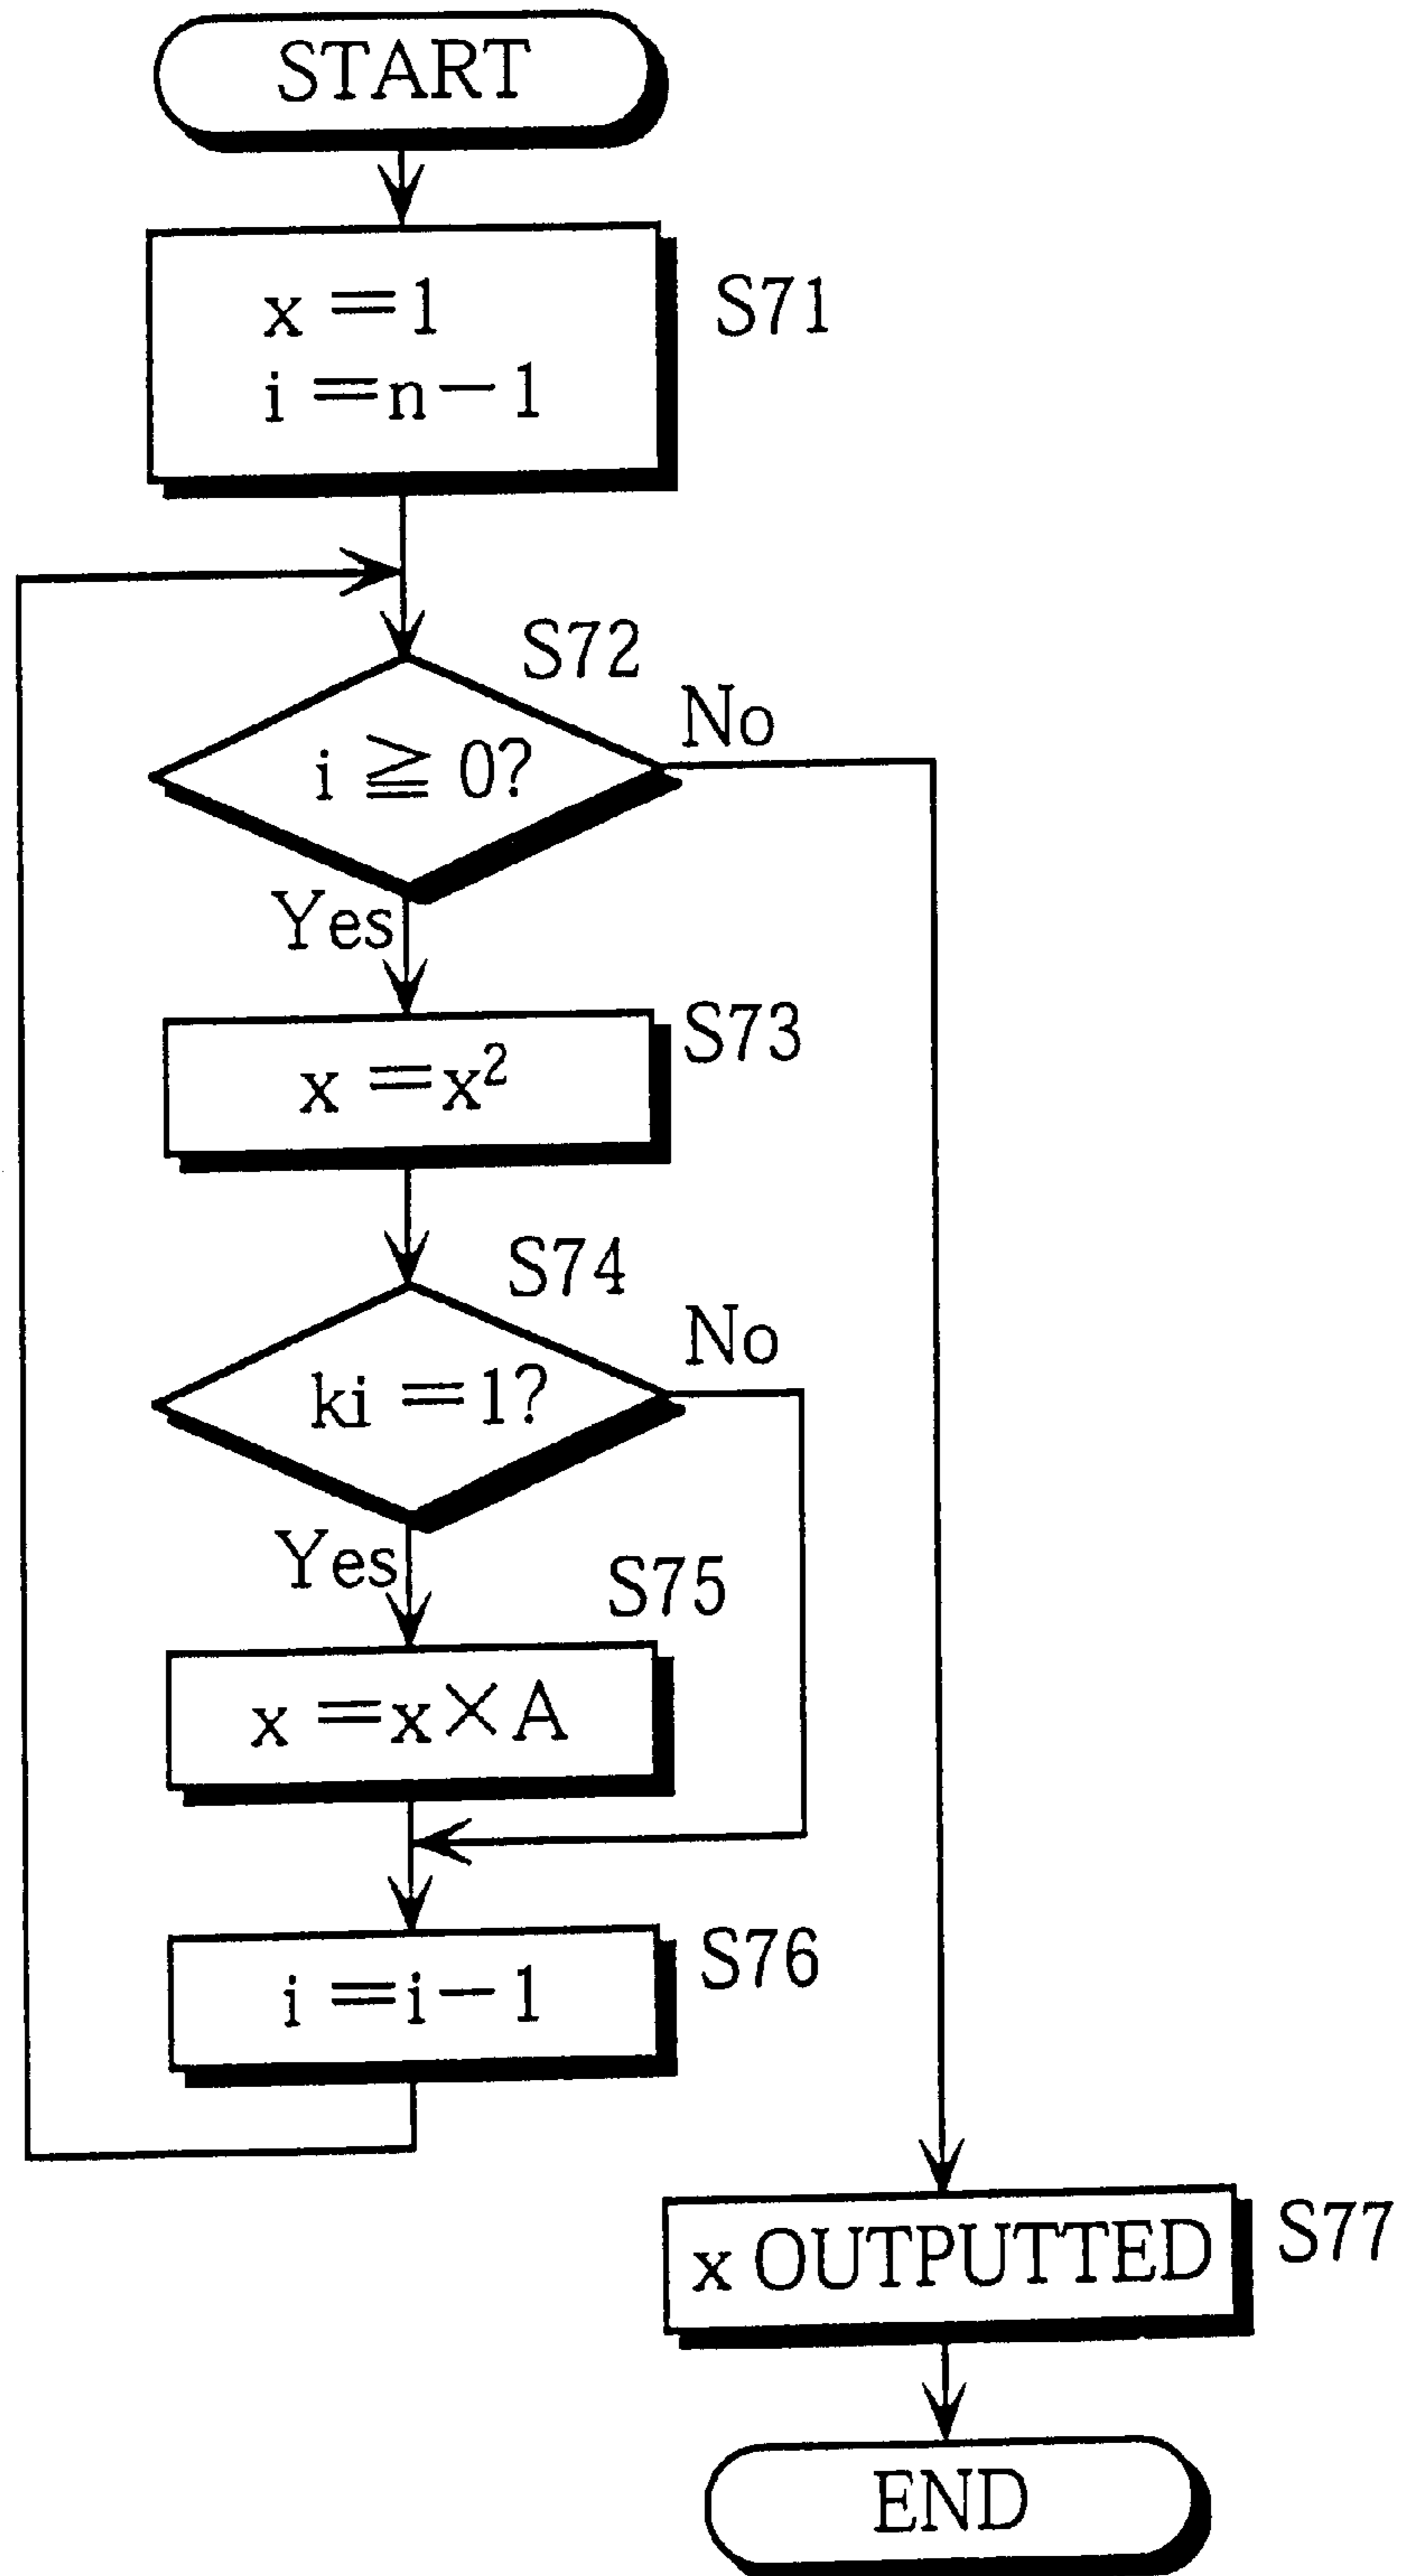 START
x = 1
i = n - 1
S71
S72
i ≧ 0?
No
Yes
S73
x = x²
S74
ki = 1?
No
Yes
S75
x = x × A
S76
i = i - 1
x OUTPUTTED
S77
END